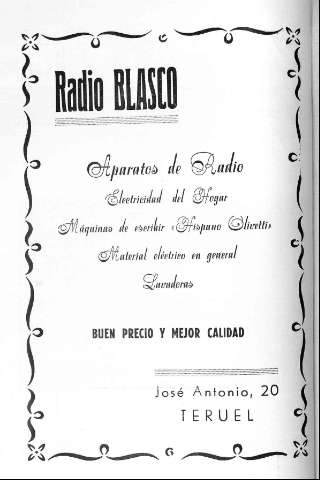 Radio BLASCO
Aparatos de Radio
Electricidad del Hogar
Máquinas de escribir «Hispano Olivetti»
Material eléctrico en general
Lavadoras
BUEN PRECIO Y MEJOR CALIDAD
José Antonio, 20
TERUEL